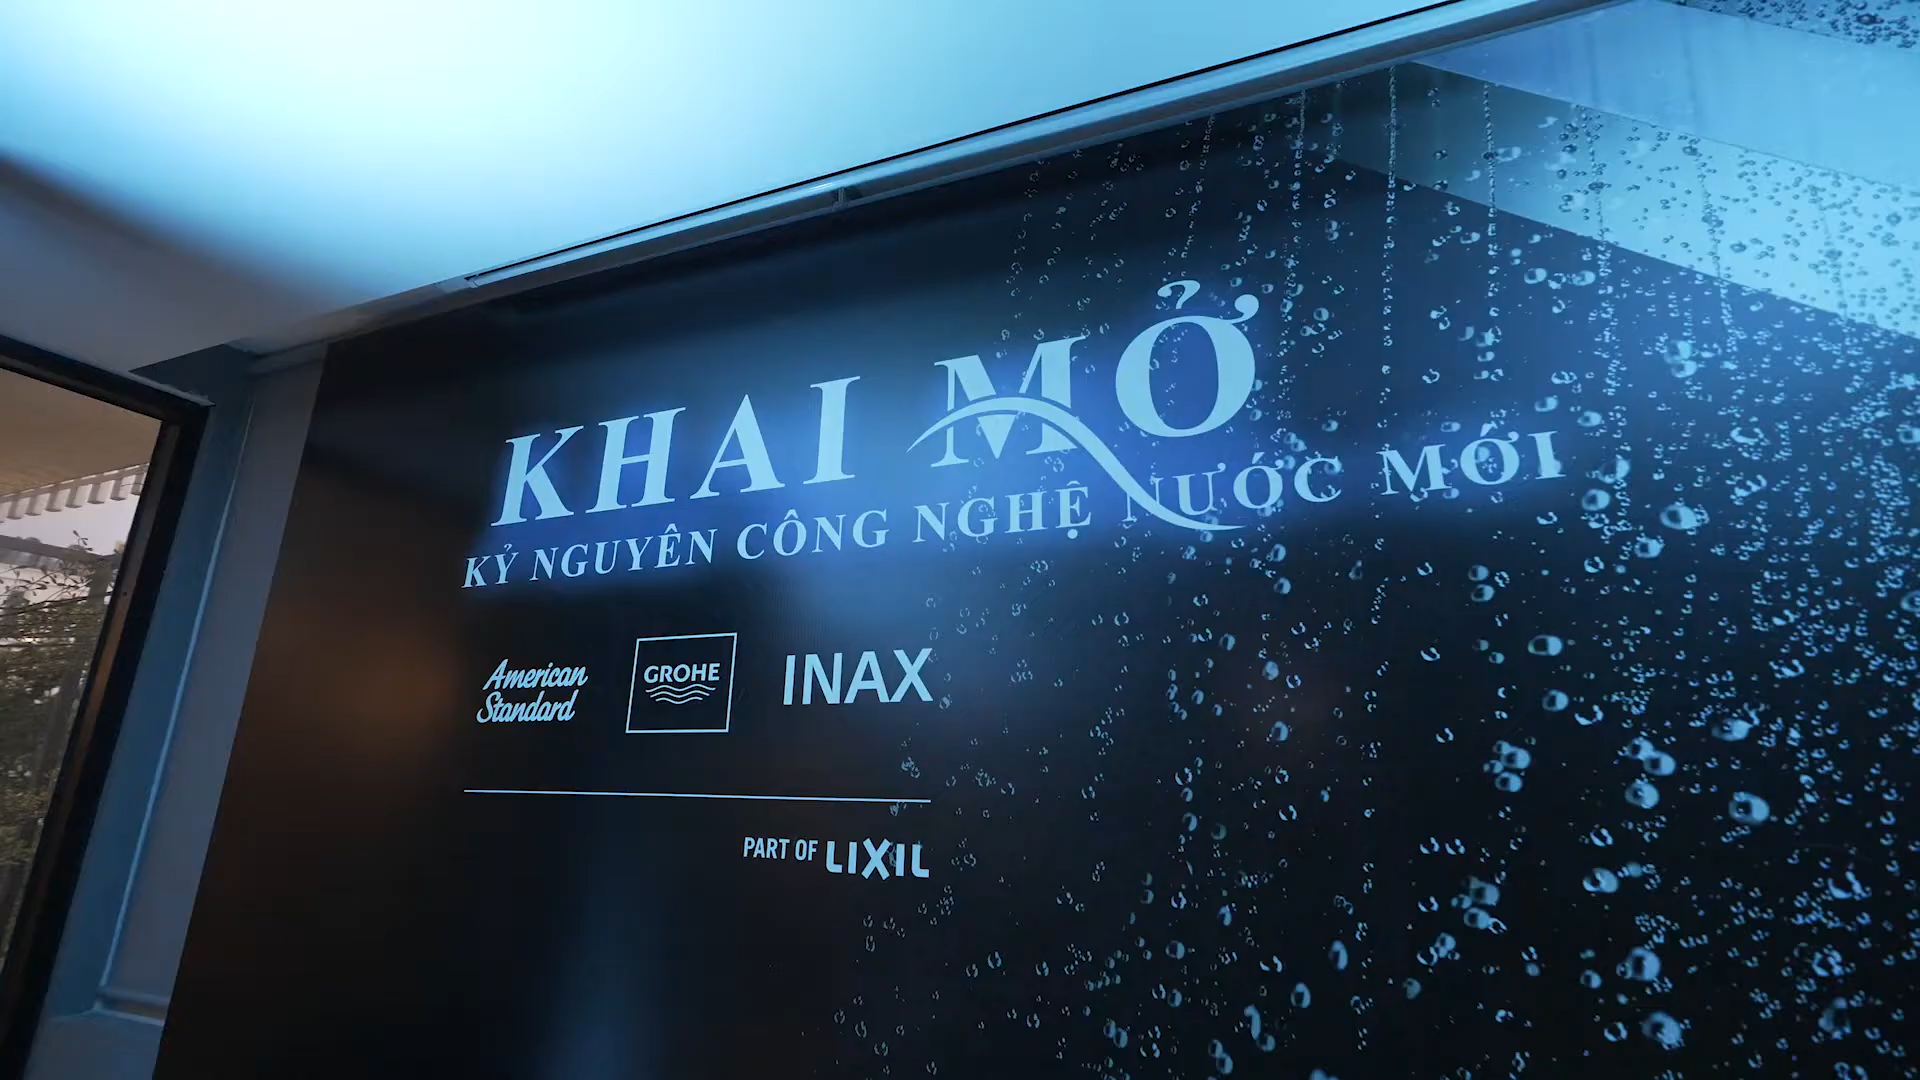 KHAI MỞ
KỶ NGUYÊN CÔNG NGHỆ NƯỚC MỚI
American
Standard
GROHE
INAX
PART OF LIXIL